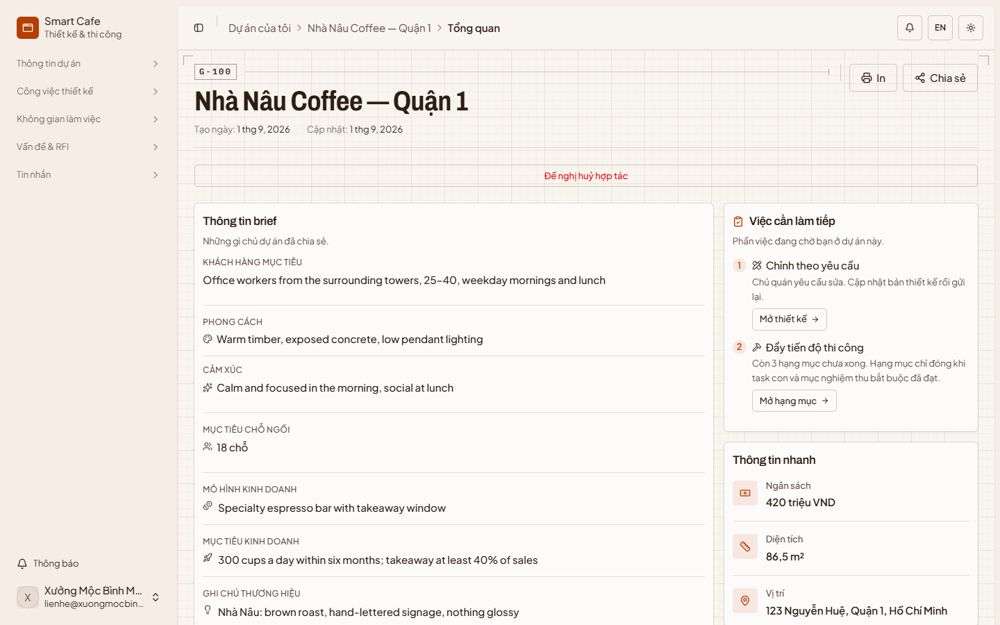 Smart Cafe
Thiết kế & thi công
Thông tin dự án
Công việc thiết kế
Không gian làm việc
Vấn đề & RFI
Tin nhắn
Thông báo
X
Xưởng Mộc Bình M...
lienhe@xuongmocbin...
Dự án của tôi > Nhà Nâu Coffee — Quận 1 > Tổng quan
EN
G-100
In
Chia sẻ
Nhà Nâu Coffee — Quận 1
Tạo ngày: 1 thg 9, 2026 Cập nhật: 1 thg 9, 2026
Đề nghị huỷ hợp tác
Thông tin brief
Những gì chủ dự án đã chia sẻ.
KHÁCH HÀNG MỤC TIÊU
Office workers from the surrounding towers, 25–40, weekday mornings and lunch
PHONG CÁCH
Warm timber, exposed concrete, low pendant lighting
CẢM XÚC
Calm and focused in the morning, social at lunch
MỤC TIÊU CHỖ NGỒI
18 chỗ
MÔ HÌNH KINH DOANH
Specialty espresso bar with takeaway window
MỤC TIÊU KINH DOANH
300 cups a day within six months; takeaway at least 40% of sales
GHI CHÚ THƯƠNG HIỆU
Nhà Nâu: brown roast, hand-lettered signage, nothing glossy
Việc cần làm tiếp
Phần việc đang chờ bạn ở dự án này.
1 Chỉnh theo yêu cầu
Chủ quán yêu cầu sửa. Cập nhật bản thiết kế rồi gửi
lại.
Mở thiết kế →
2 Đẩy tiến độ thi công
Còn 3 hạng mục chưa xong. Hạng mục chỉ đóng khi
task con và mục nghiệm thu bắt buộc đã đạt.
Mở hạng mục →
Thông tin nhanh
Ngân sách
420 triệu VND
Diện tích
86,5 m²
Vị trí
123 Nguyễn Huệ, Quận 1, Hồ Chí Minh